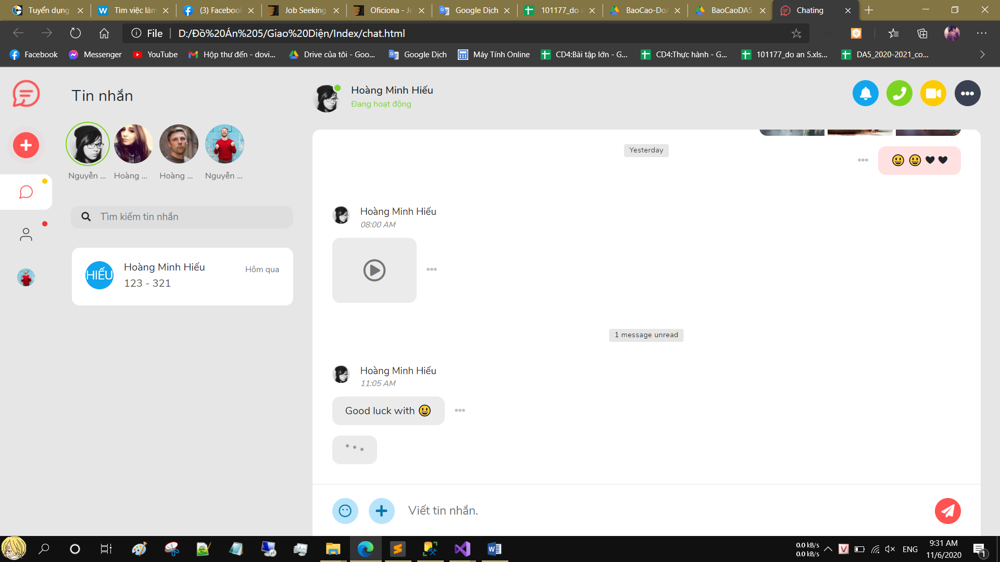 Tuyển dụng
Tìm việc làm
(3) Facebook
Job Seeking
Oficiona - Jo
Google Dịch
101177_do a
BaoCao-DoA
BaoCaoDA5
Chating
File
D:/Đồ%20Án%205/Giao%20Diện/Index/chat.html
Facebook
Messenger
YouTube
Hộp thư đến - dovi...
Drive của tôi - Goo...
Google Dịch
Máy Tính Online
CD4:Bài tập lớn - G...
CD4:Thực hành - G...
101177_do an 5.xls...
DA5_2020-2021_co...
Tin nhắn
Nguyễn ...
Hoàng ...
Hoàng ...
Nguyễn ...
Tìm kiếm tin nhắn
HIẾU
Hoàng Minh Hiếu
Hôm qua
123 - 321
Hoàng Minh Hiếu
Đang hoạt động
Yesterday
😃 😃 🖤 🖤
Hoàng Minh Hiếu
08:00 AM
1 message unread
Hoàng Minh Hiếu
11:05 AM
Good luck with 😃
Viết tin nhắn.
0.0 kB/s
0.0 kB/s
ENG
9:31 AM
11/6/2020
1